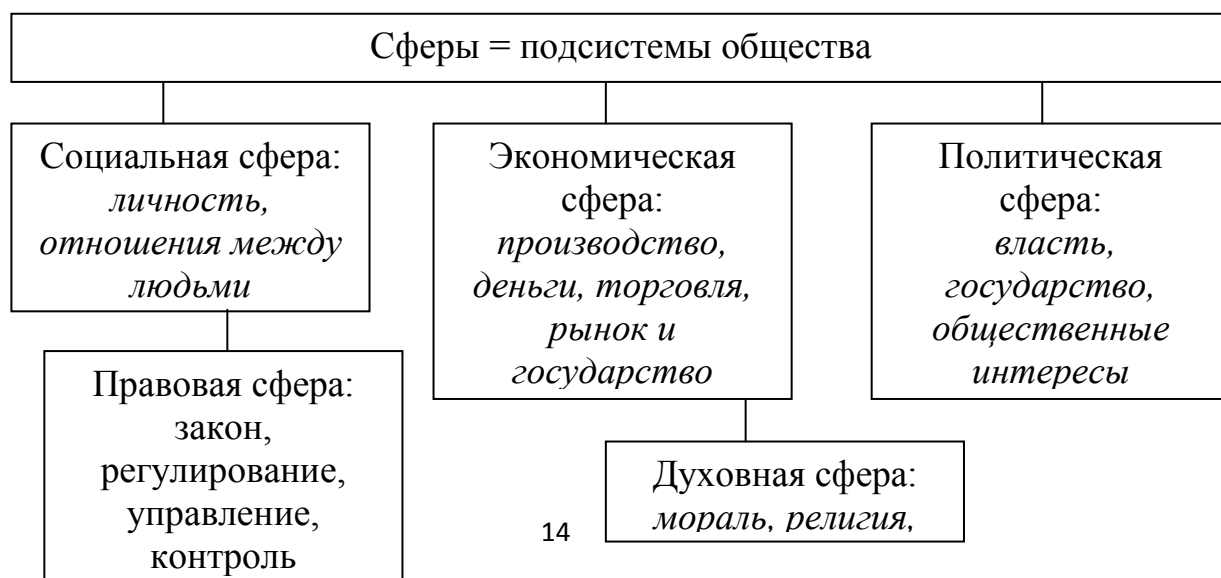 Сферы = подсистемы общества
Социальная сфера:
личность,
отношения между
людьми
Экономическая
сфера:
производство,
деньги, торговля,
рынок и
государство
Политическая
сфера:
власть,
государство,
общественные
интересы
Правовая сфера:
закон,
регулирование,
управление,
контроль
Духовная сфера:
мораль, религия,
14